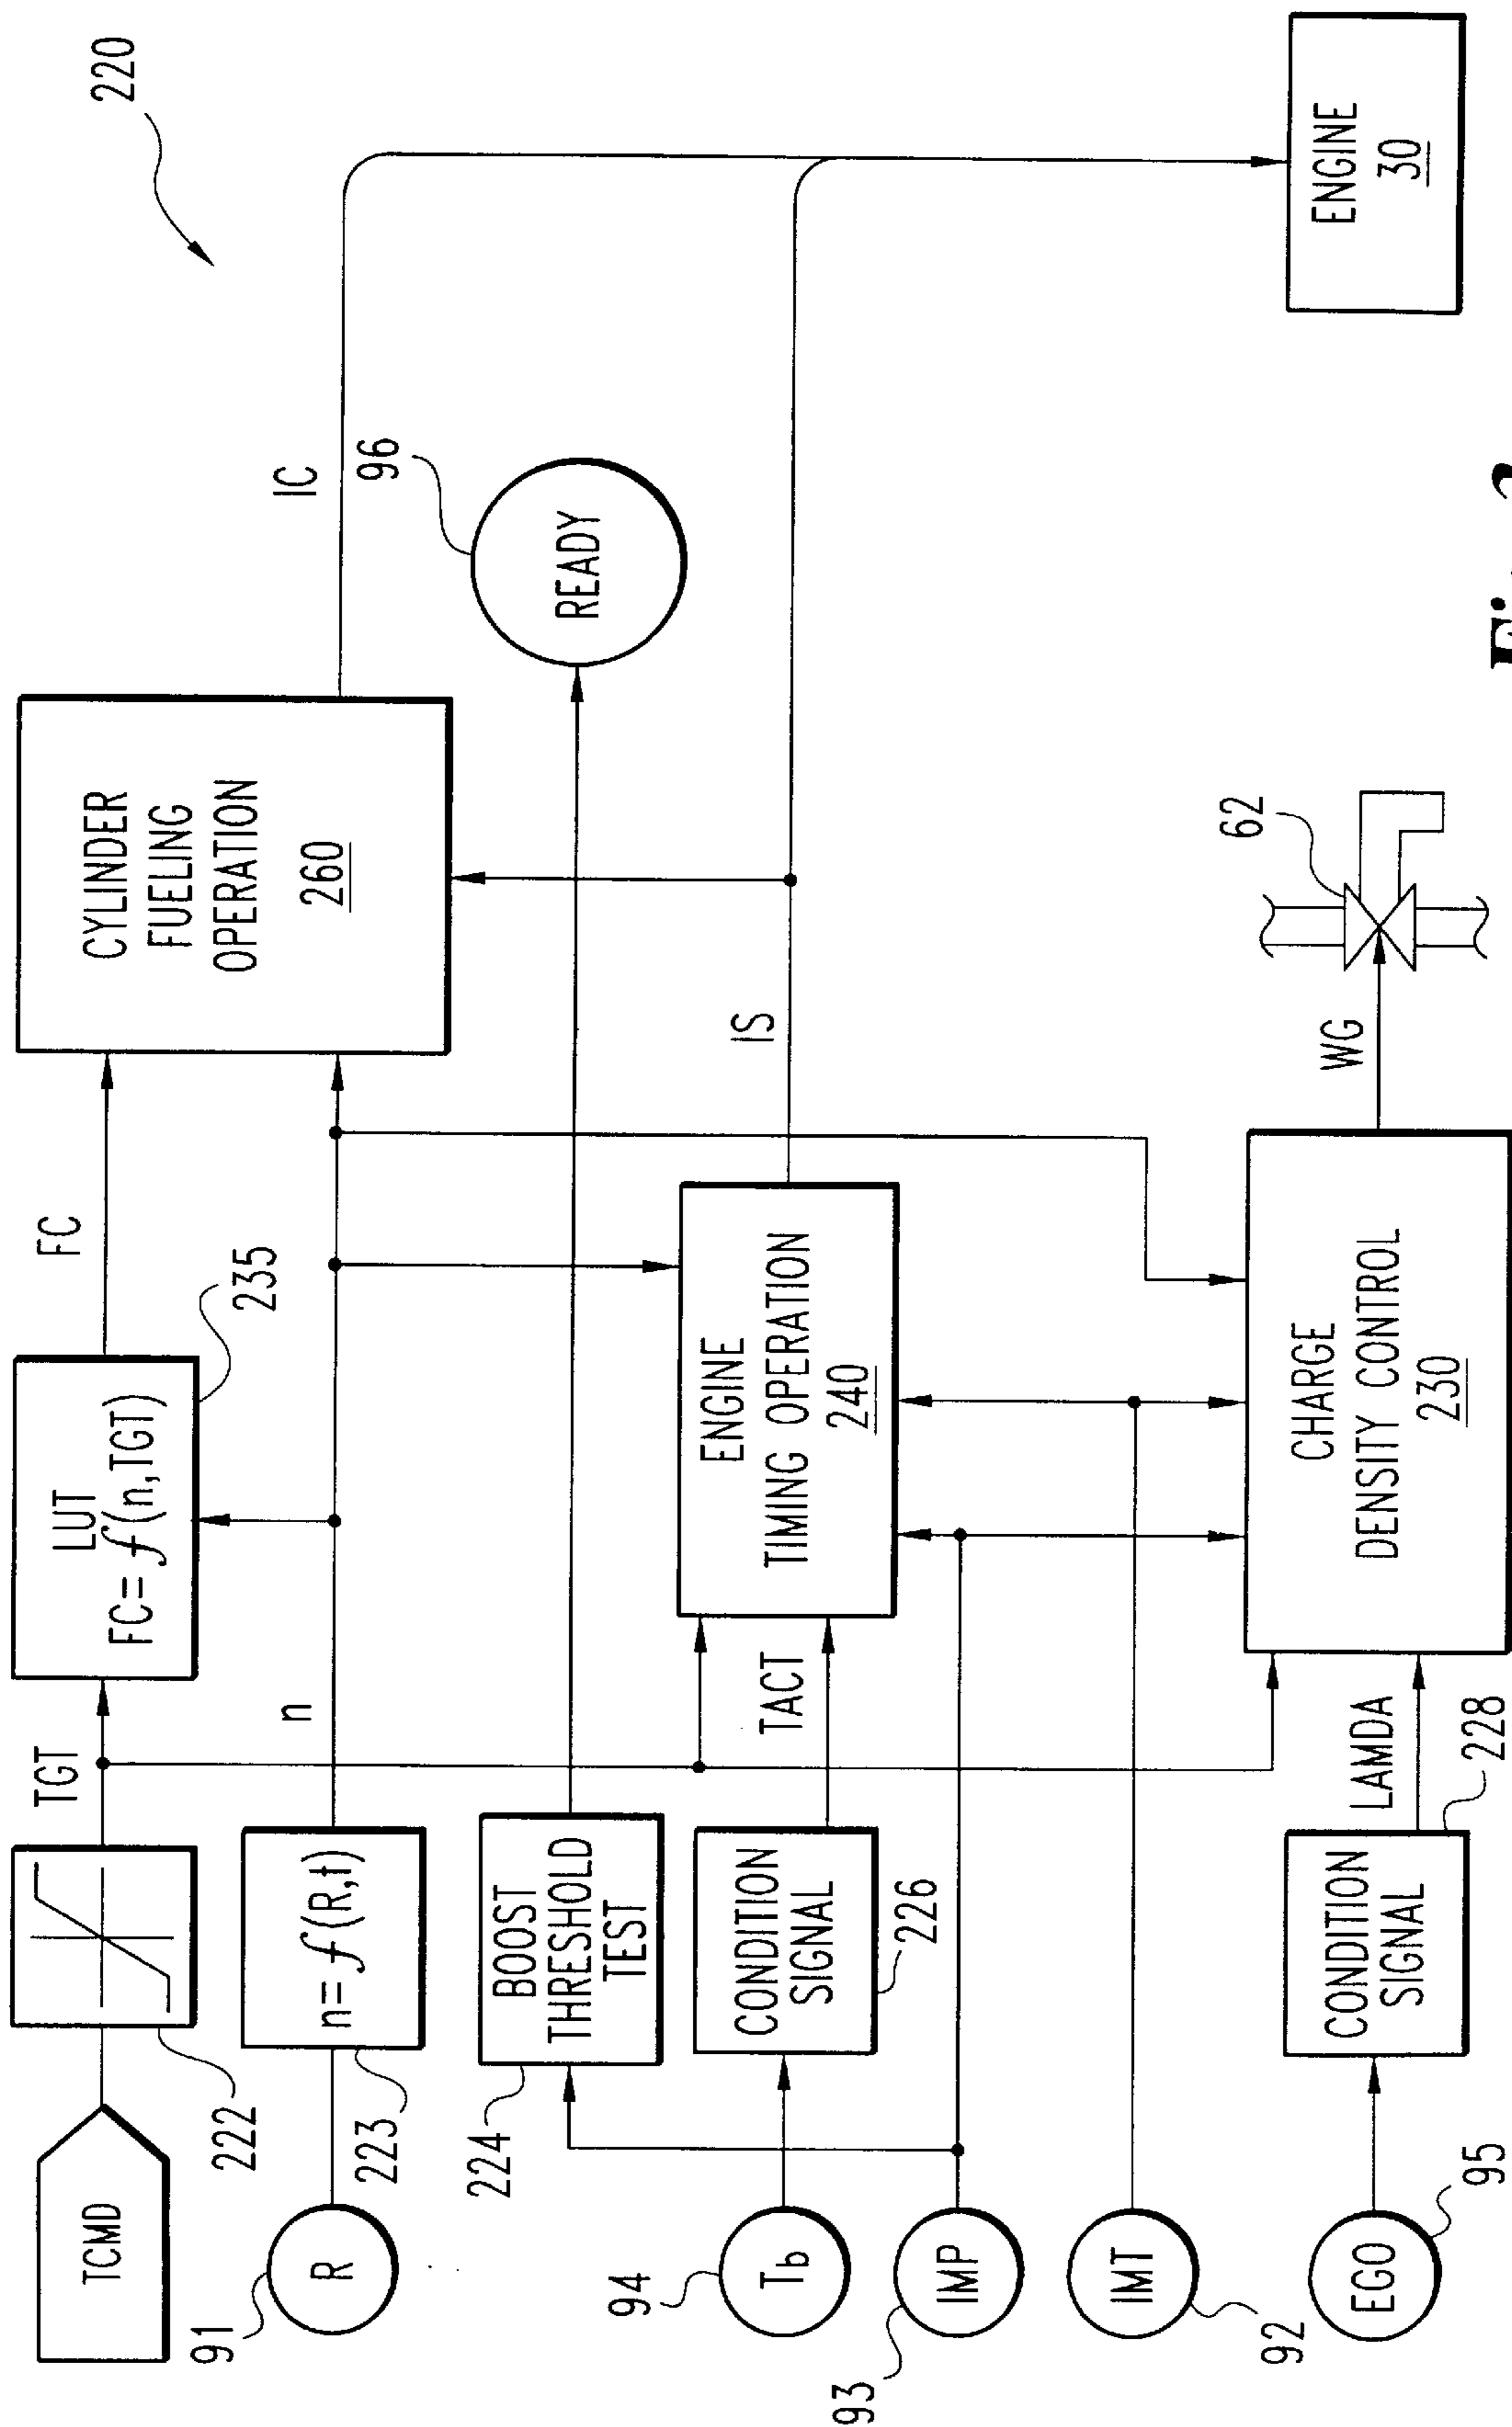 220
TCMD
222
TGT
LUT
FC= f(n,TGT)
235
FC
CYLINDER
FUELING
OPERATION
260
IC
91
R
223
n= f(R,t)
n
READY
96
224
BOOST
THRESHOLD
TEST
94
Tb
CONDITION
SIGNAL
226
TACT
ENGINE
TIMING OPERATION
240
IS
93
IMP
92
IMT
95
EGO
CONDITION
SIGNAL
228
LAMDA
CHARGE
DENSITY CONTROL
230
WG
62
ENGINE
30